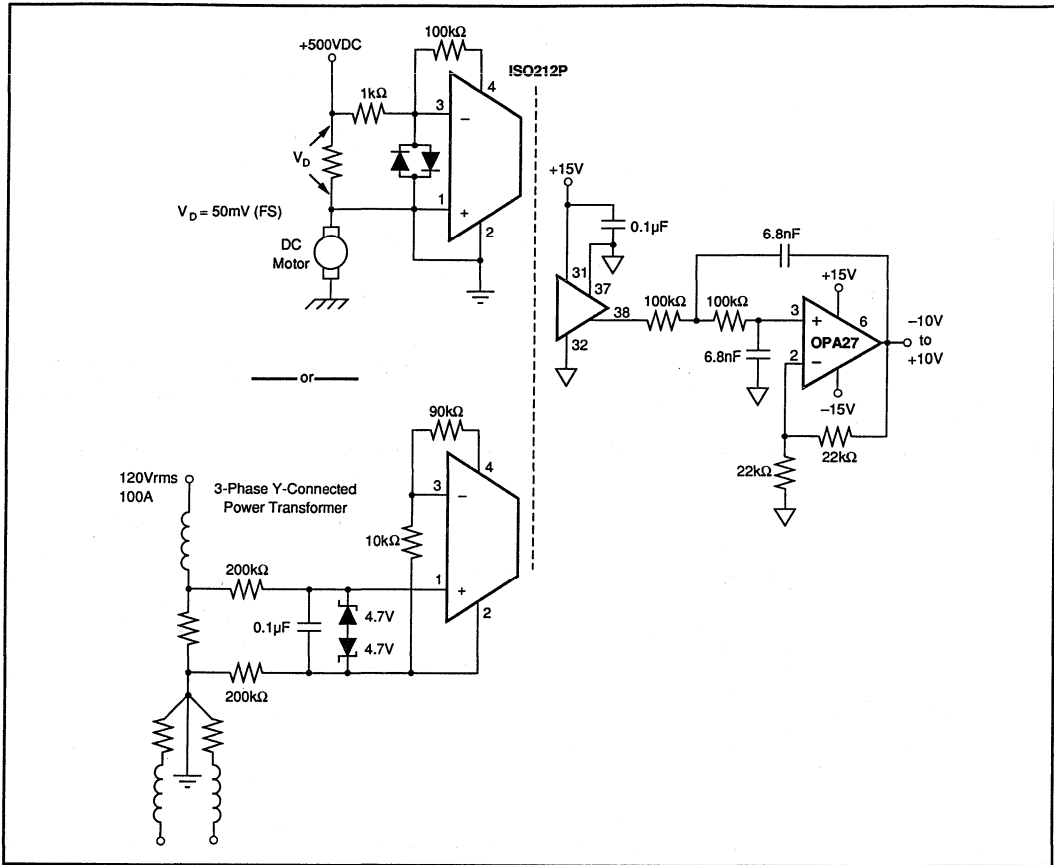 +500VDC
100kΩ
ISO212P
1kΩ
4
3
–
VD
1
+
VD = 50mV (FS)
2
DC
Motor
+15V
0.1µF
31
37
38
32
100kΩ
100kΩ
6.8nF
6.8nF
+15V
3
+
6
OPA27
2
–
–15V
–10V
to
+10V
22kΩ
22kΩ
or
90kΩ
4
120Vrms
100A
3-Phase Y-Connected
Power Transformer
3
–
10kΩ
200kΩ
1
+
2
0.1µF
4.7V
4.7V
200kΩ